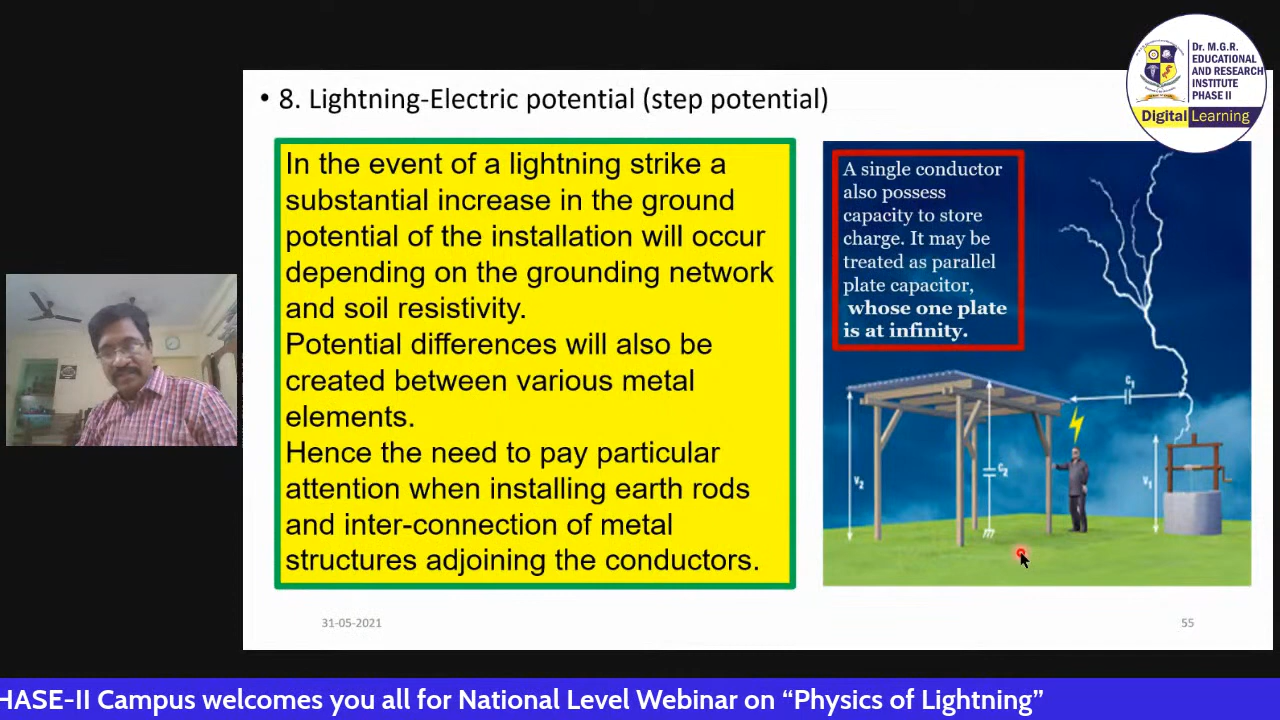 • 8. Lightning-Electric potential (step potential)
Dr. M.G.R.
EDUCATIONAL
AND RESEARCH
INSTITUTE
PHASE II
Digital Learning
In the event of a lightning strike a
substantial increase in the ground
potential of the installation will occur
depending on the grounding network
and soil resistivity.
Potential differences will also be
created between various metal
elements.
Hence the need to pay particular
attention when installing earth rods
and inter-connection of metal
structures adjoining the conductors.
A single conductor
also possess
capacity to store
charge. It may be
treated as parallel
plate capacitor,
whose one plate
is at infinity.
C1
C2
V2
V1
31-05-2021
55
HASE-II Campus welcomes you all for National Level Webinar on “Physics of Lightning”